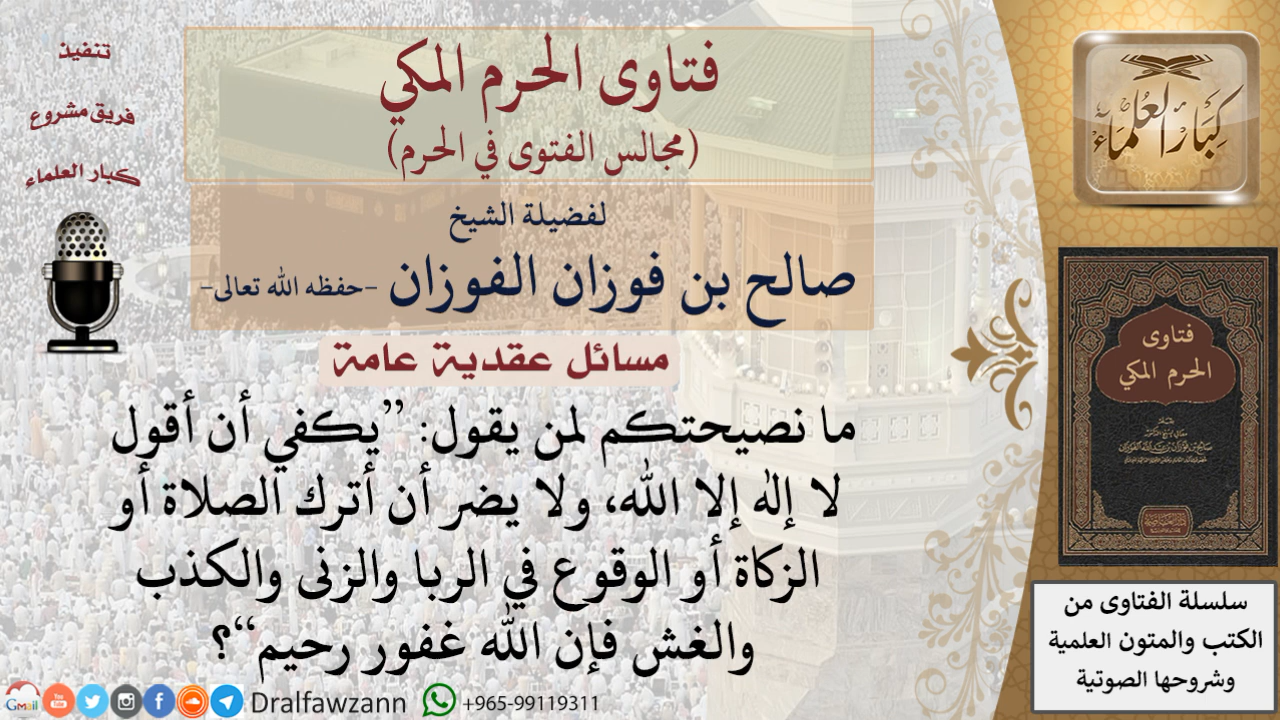 تنفيذ
فريق مشروع
كبار العلماء
فتاوى الحرم المكي
(مجالس الفتوى في الحرم)
لفضيلة الشيخ
صالح بن فوزان الفوزان -حفظه الله تعالى-
مسائل عقدية عامة
ما نصيحتكم لمن يقول: ”يكفي أن أقول
لا إله إلا الله، ولا يضر أن أترك الصلاة أو
الزكاة أو الوقوع في الربا والزنى والكذب
والغش فإن الله غفور رحيم“؟
كبار العلماء
فتاوى
الحرم المكي
سلسلة الفتاوى من
الكتب والمتون العلمية
وشروحها الصوتية
Gmail
You
Tube
Dralfawzann
+965-99119311